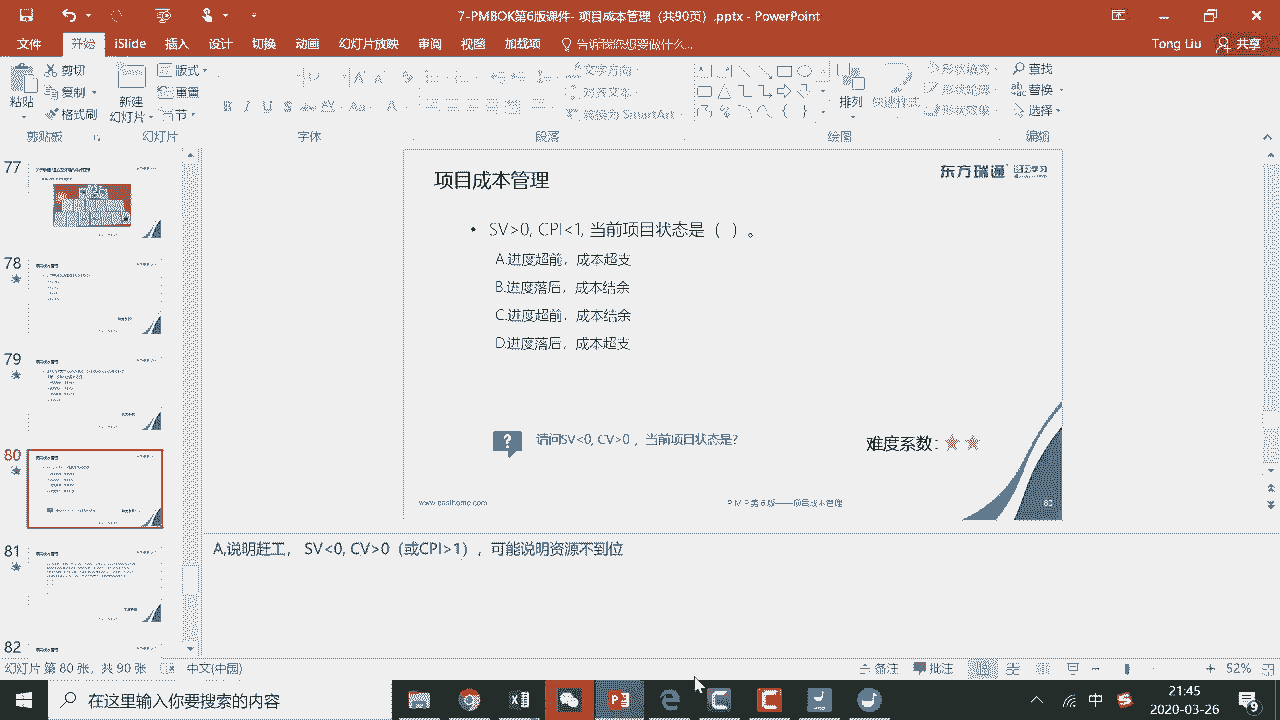 7-PMBOK第6版课件- 项目成本管理（共90页）.pptx - PowerPoint
文件 开始 iSlide 插入 设计 切换 动画 幻灯片放映 审阅 视图 加载项 告诉我您想要做什么... Tong Liu 共享
剪切
复制
格式刷
粘贴
新建
幻灯片
版式
重置
节
文字方向
对齐文本
转换为 SmartArt
排列
快速样式
形状填充
形状轮廓
形状效果
查找
替换
选择
剪贴板 幻灯片 字体 段落 绘图 编辑
77
78
79
80
81
82
项目成本管理
东方瑞通
• SV>0, CPI<1, 当前项目状态是（ ）。
A.进度超前，成本超支
B.进度落后，成本结余
C.进度超前，成本结余
D.进度落后，成本超支
请问SV<0, CV>0 ，当前项目状态是?
难度系数:
www.easthome.com
80
A,说明赶工， SV<0, CV>0（或CPI>1），可能说明资源不到位
幻灯片 第 80 张，共 90 张 中文(中国) 备注 批注 52%
在这里输入你要搜索的内容
中
21:45
2020-03-26